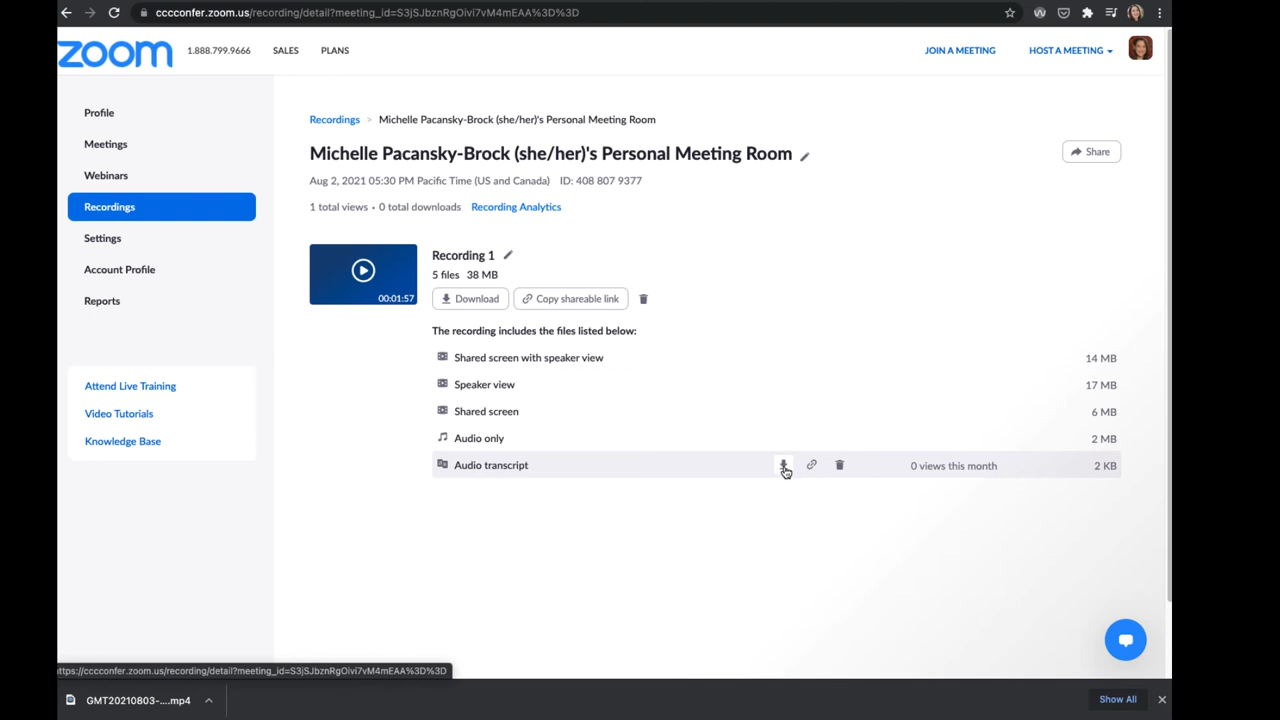 cccconfer.zoom.us/recording/detail?meeting_id=S3jSJbznRgOivi7vM4mEAA%3D%3D
zoom
1.888.799.9666
SALES
PLANS
JOIN A MEETING
HOST A MEETING
Profile
Meetings
Webinars
Recordings
Settings
Account Profile
Reports
Attend Live Training
Video Tutorials
Knowledge Base
Recordings > Michelle Pacansky-Brock (she/her)'s Personal Meeting Room
Michelle Pacansky-Brock (she/her)'s Personal Meeting Room
Share
Aug 2, 2021 05:30 PM Pacific Time (US and Canada) ID: 408 807 9377
1 total views • 0 total downloads Recording Analytics
00:01:57
Recording 1
5 files 38 MB
Download
Copy shareable link
The recording includes the files listed below:
Shared screen with speaker view 14 MB
Speaker view 17 MB
Shared screen 6 MB
Audio only 2 MB
Audio transcript 0 views this month 2 KB
ttps://cccconfer.zoom.us/recording/detail?meeting_id=S3jSJbznRgOivi7vM4mEAA%3D%3D
GMT20210803-....mp4
Show All